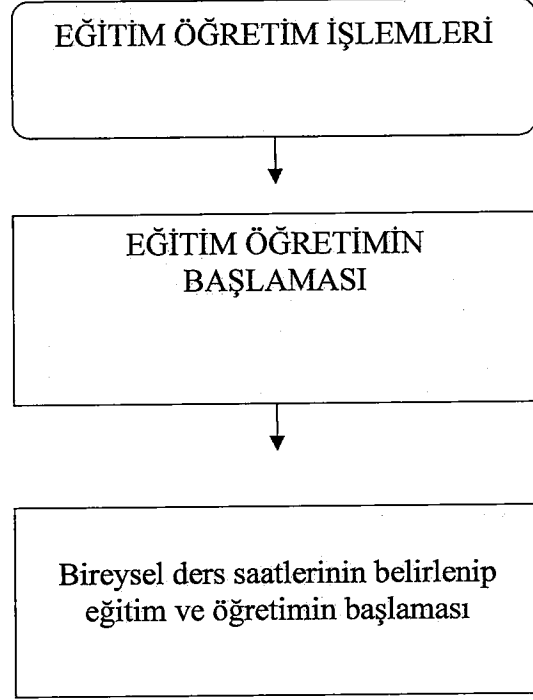 EĞİTİM ÖĞRETİM İŞLEMLERİ
EĞİTİM ÖĞRETİMİN
BAŞLAMASI
Bireysel ders saatlerinin belirlenip
eğitim ve öğretimin başlaması